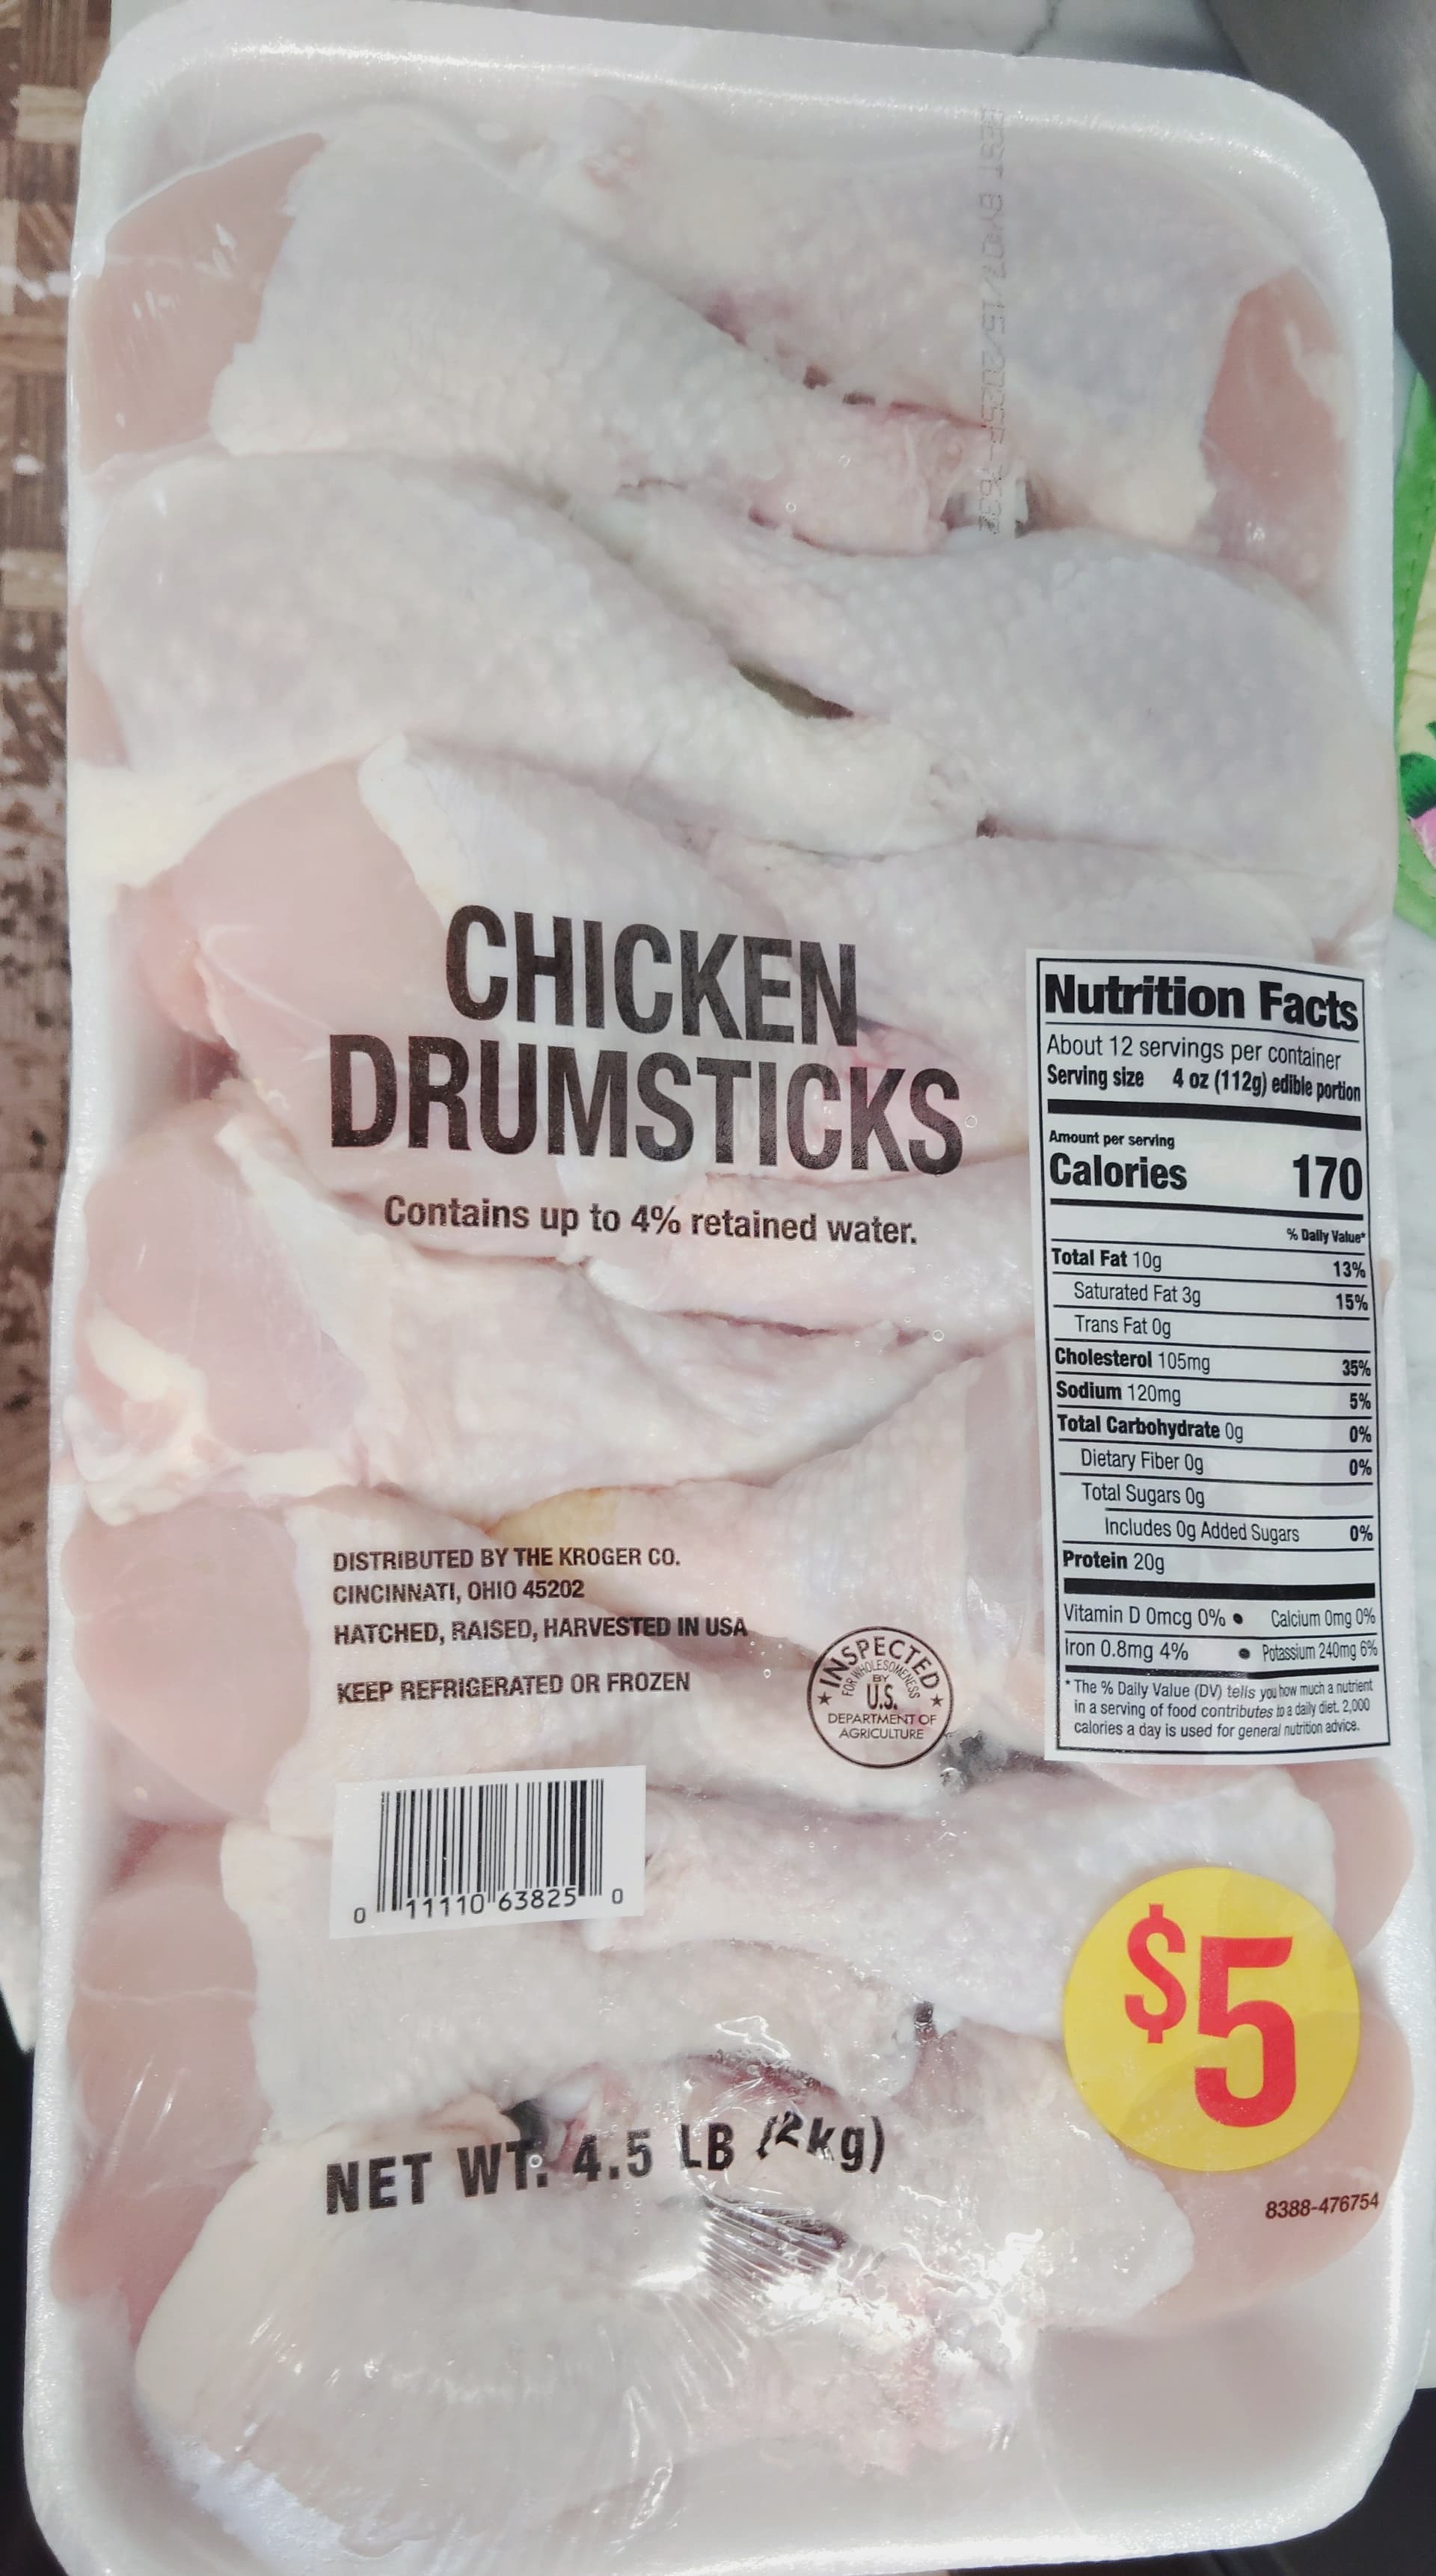 BEST BY 07/15/2025
CHICKEN
DRUMSTICKS
Contains up to 4% retained water.
Nutrition Facts
About 12 servings per container
Serving size 4 oz (112g) edible portion
Amount per serving
Calories 170
% Daily Value*
Total Fat 10g 13%
Saturated Fat 3g 15%
Trans Fat 0g
Cholesterol 105mg 35%
Sodium 120mg 5%
Total Carbohydrate 0g 0%
Dietary Fiber 0g 0%
Total Sugars 0g
Includes 0g Added Sugars 0%
Protein 20g
Vitamin D 0mcg 0% • Calcium 0mg 0%
Iron 0.8mg 4% • Potassium 240mg 6%
* The % Daily Value (DV) tells you how much a nutrient
in a serving of food contributes to a daily diet. 2,000
calories a day is used for general nutrition advice.
DISTRIBUTED BY THE KROGER CO.
CINCINNATI, OHIO 45202
HATCHED, RAISED, HARVESTED IN USA
KEEP REFRIGERATED OR FROZEN
INSPECTED
FOR WHOLESOMENESS
BY
U.S.
DEPARTMENT OF
AGRICULTURE
0 11110 63825 0
$5
NET WT. 4.5 LB (2kg)
8388-476754